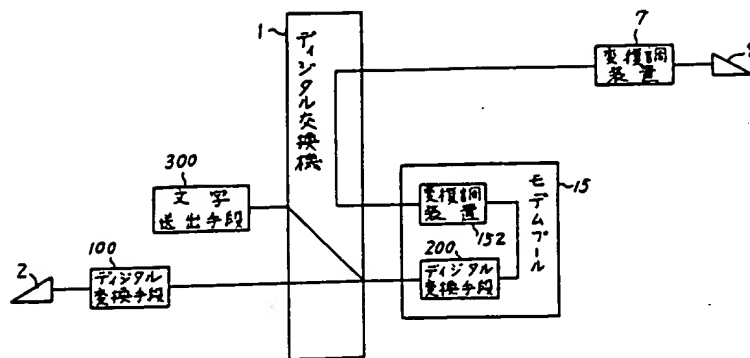 1
ディジタル交換機
7
変復調
装置
8
300
文字
送出手段
モデムプール
15
変復調
装置
152
100
200
2
ディジタル
変換手段
ディジタル
変換手段